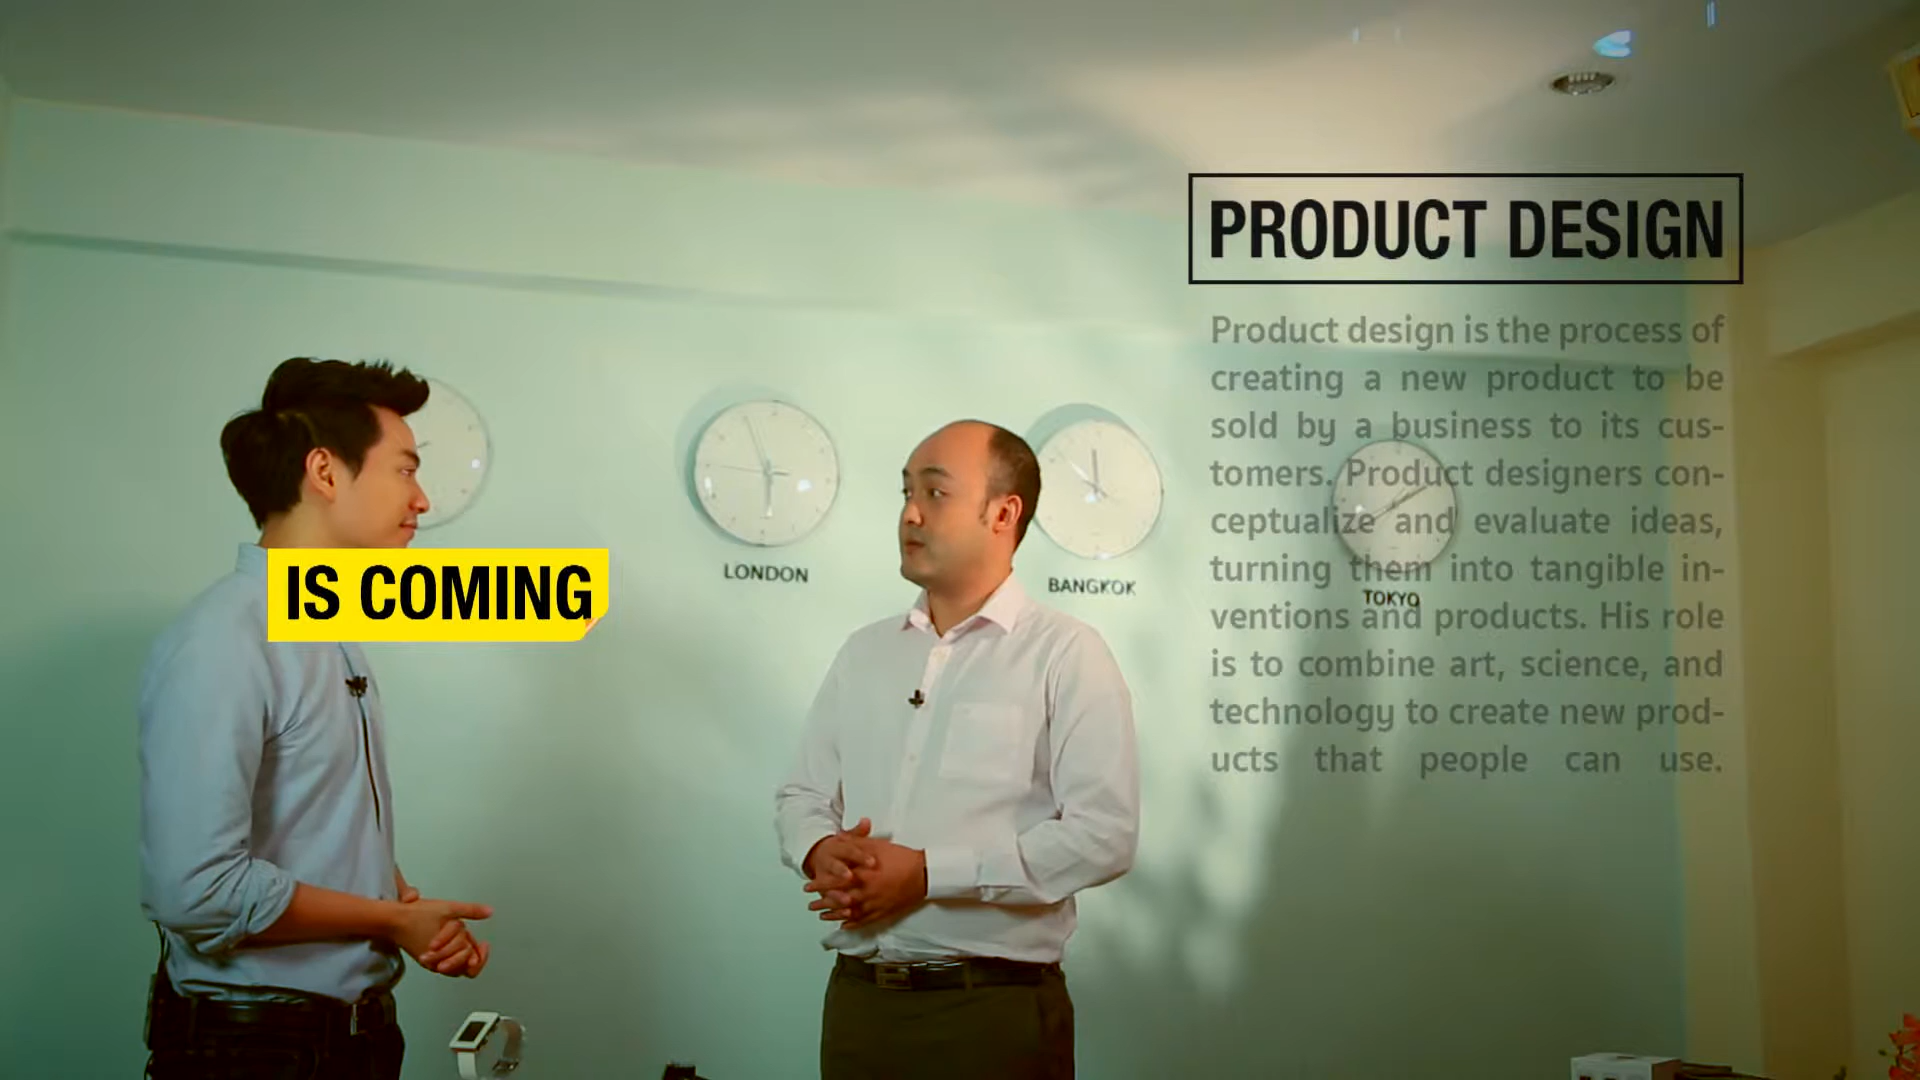 PRODUCT DESIGN
Product design is the process of
creating a new product to be
sold by a business to its cus-
tomers. Product designers con-
ceptualize and evaluate ideas,
turning them into tangible in-
ventions and products. His role
is to combine art, science, and
technology to create new prod-
ucts that people can use.
IS COMING
LONDON
BANGKOK
TOKYO